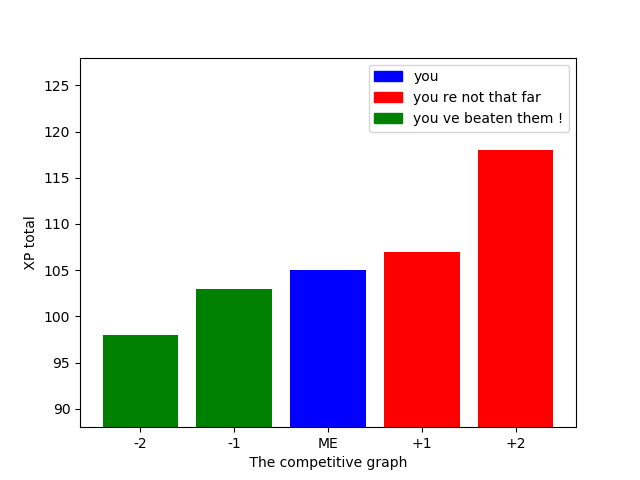 125
120
115
110
105
100
95
90
XP total
you
you re not that far
you ve beaten them !
-2 -1 ME +1 +2
The competitive graph